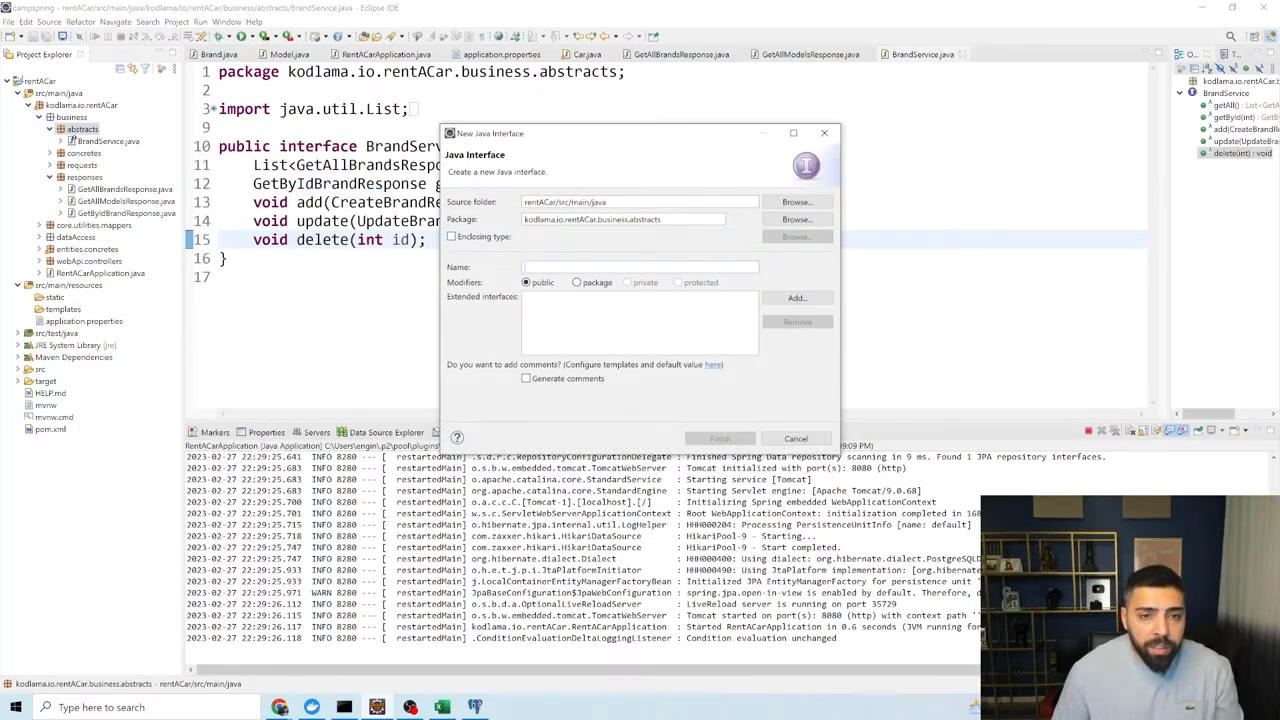 campspring - rentACar/src/main/java/kodlama/io/rentACar/business/abstracts/BrandService.java - Eclipse IDE
File Edit Source Refactor Navigate Search Project Run Window Help
Project Explorer
Brand.java
Model.java
RentACarApplication.java
application.properties
Car.java
GetAllBrandsResponse.java
GetAllModelsResponse.java
BrandService.java
rentACar
src/main/java
kodlama.io.rentACar
business
abstracts
BrandService.java
concretes
requests
responses
GetAllBrandsResponse.java
GetAllModelsResponse.java
GetByIdBrandResponse.java
core.utilities.mappers
dataAccess
entities.concretes
webApi.controllers
RentACarApplication.java
src/main/resources
static
templates
application.properties
src/test/java
JRE System Library [jre]
Maven Dependencies
src
target
HELP.md
mvnw
mvnw.cmd
pom.xml
1 package kodlama.io.rentACar.business.abstracts;
2
3 import java.util.List;
9
10 public interface BrandServ
11 List<GetAllBrandsRespo
12 GetByIdBrandResponse g
13 void add(CreateBrandRe
14 void update(UpdateBran
15 void delete(int id);
16 }
17
New Java Interface
Java Interface
Create a new Java interface.
Source folder: rentACar/src/main/java Browse...
Package: kodlama.io.rentACar.business.abstracts Browse...
Enclosing type: Browse...
Name:
Modifiers: public package private protected
Extended interfaces: Add...
Remove
Do you want to add comments? (Configure templates and default value here)
Generate comments
Finish Cancel
kodlama.io.rentACar
BrandService
getAll() : List<G
getById(int) : G
add(CreateBrand
update(UpdateBr
delete(int) : void
Markers Properties Servers Data Source Explorer
RentACarApplication [Java Application] C:\Users\engin\.p2\pool\plugins
2023-02-27 22:29:25.641 INFO 8280 --- [ restartedMain] .s.d.r.c.RepositoryConfigurationDelegate : Finished Spring Data repository scanning in 9 ms. Found 1 JPA repository interfaces.
2023-02-27 22:29:25.683 INFO 8280 --- [ restartedMain] o.s.b.w.embedded.tomcat.TomcatWebServer : Tomcat initialized with port(s): 8080 (http)
2023-02-27 22:29:25.683 INFO 8280 --- [ restartedMain] o.apache.catalina.core.StandardService : Starting service [Tomcat]
2023-02-27 22:29:25.683 INFO 8280 --- [ restartedMain] org.apache.catalina.core.StandardEngine : Starting Servlet engine: [Apache Tomcat/9.0.68]
2023-02-27 22:29:25.701 INFO 8280 --- [ restartedMain] o.a.c.c.C.[Tomcat-1].[localhost].[/] : Initializing Spring embedded WebApplicationContext
2023-02-27 22:29:25.701 INFO 8280 --- [ restartedMain] w.s.c.ServletWebServerApplicationContext : Root WebApplicationContext: initialization completed in 168
2023-02-27 22:29:25.715 INFO 8280 --- [ restartedMain] o.hibernate.jpa.internal.util.LogHelper : HHH000204: Processing PersistenceUnitInfo [name: default]
2023-02-27 22:29:25.718 INFO 8280 --- [ restartedMain] com.zaxxer.hikari.HikariDataSource : HikariPool-9 - Starting...
2023-02-27 22:29:25.747 INFO 8280 --- [ restartedMain] com.zaxxer.hikari.HikariDataSource : HikariPool-9 - Start completed.
2023-02-27 22:29:25.747 INFO 8280 --- [ restartedMain] org.hibernate.dialect.Dialect : HHH000400: Using dialect: org.hibernate.dialect.PostgreSQLD
2023-02-27 22:29:25.933 INFO 8280 --- [ restartedMain] o.h.e.t.j.p.i.JtaPlatformInitiator : HHH000490: Using JtaPlatform implementation: [org.hibernate
2023-02-27 22:29:25.933 INFO 8280 --- [ restartedMain] j.LocalContainerEntityManagerFactoryBean : Initialized JPA EntityManagerFactory for persistence unit '
2023-02-27 22:29:25.971 WARN 8280 --- [ restartedMain] JpaBaseConfiguration$JpaWebConfiguration : spring.jpa.open-in-view is enabled by default. Therefore, d
2023-02-27 22:29:26.112 INFO 8280 --- [ restartedMain] o.s.b.d.a.OptionalLiveReloadServer : LiveReload server is running on port 35729
2023-02-27 22:29:26.115 INFO 8280 --- [ restartedMain] o.s.b.w.embedded.tomcat.TomcatWebServer : Tomcat started on port(s): 8080 (http) with context path ''
2023-02-27 22:29:26.117 INFO 8280 --- [ restartedMain] kodlama.io.rentACar.RentACarApplication : Started RentACarApplication in 0.6 seconds (JVM running for
2023-02-27 22:29:26.118 INFO 8280 --- [ restartedMain] .ConditionEvaluationDeltaLoggingListener : Condition evaluation unchanged
kodlama.io.rentACar.business.abstracts - rentACar/src/main/java
Type here to search